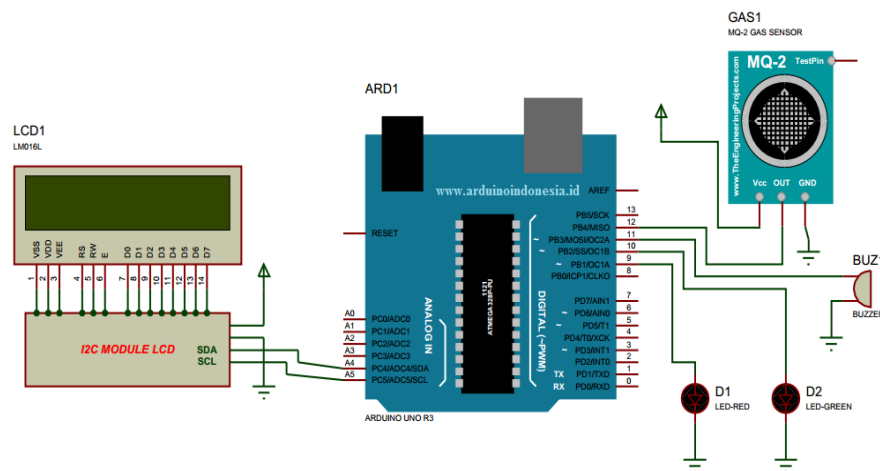 GAS1
MQ-2 GAS SENSOR
MQ-2
TestPin
www.TheEngineeringProjects.com
Vcc OUT GND
ARD1
www.arduinoindonesia.id
AREF
RESET
13 PB5/SCK
12 PB4/MISO
11 ~ PB3/MOSI/OC2A
10 ~ PB2/SS/OC1B
9 ~ PB1/OC1A
8 PB0/ICP1/CLKO
7 PD7/AIN1
6 ~ PD6/AIN0
5 ~ PD5/T1
4 PD4/T0/XCK
3 ~ PD3/INT1
2 PD2/INT0
1 TX PD1/TXD
0 RX PD0/RXD
DIGITAL (~PWM)
ANALOG IN
1121
ATMEGA328P-PU
A0 PC0/ADC0
A1 PC1/ADC1
A2 PC2/ADC2
A3 PC3/ADC3
A4 PC4/ADC4/SDA
A5 PC5/ADC5/SCL
ARDUINO UNO R3
LCD1
LM016L
VSS VDD VEE RS RW E D0 D1 D2 D3 D4 D5 D6 D7
1 2 3 4 5 6 7 8 9 10 11 12 13 14
I2C MODULE LCD
SDA
SCL
BUZ1
BUZZER
D1
LED-RED
D2
LED-GREEN